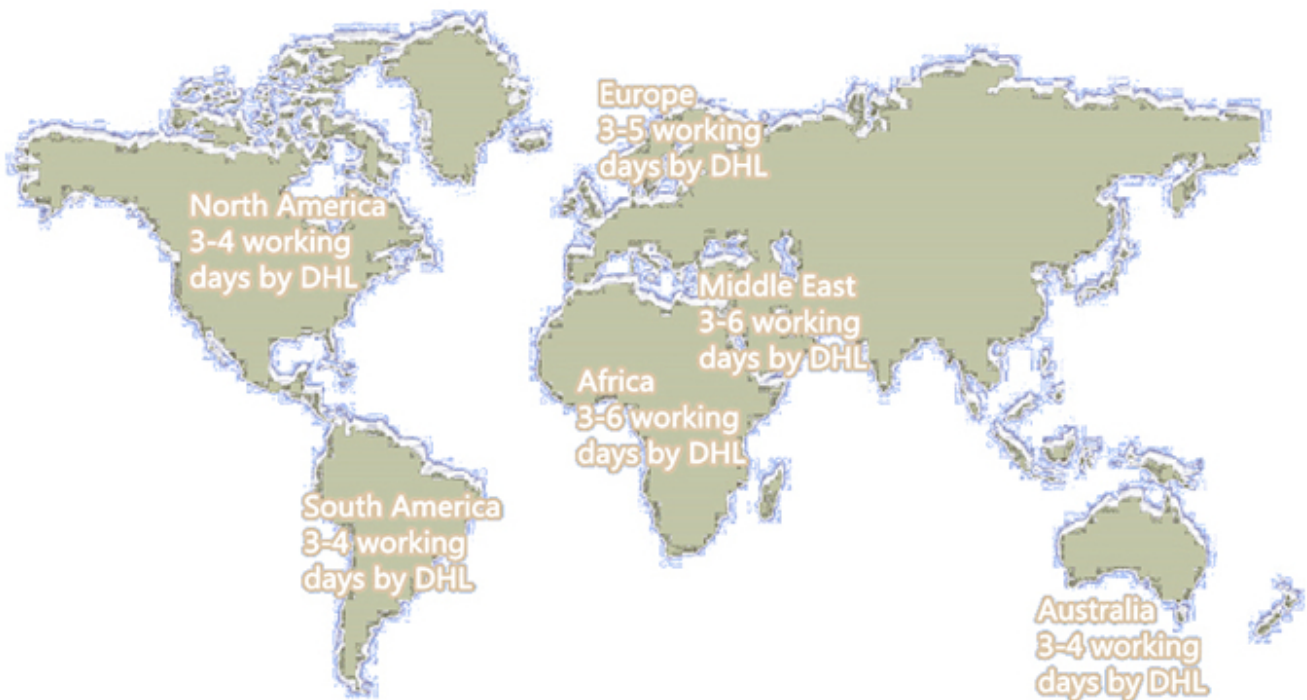 Europe
3-5 working
days by DHL
North America
3-4 working
days by DHL
Middle East
3-6 working
days by DHL
Africa
3-6 working
days by DHL
South America
3-4 working
days by DHL
Australia
3-4 working
days by DHL